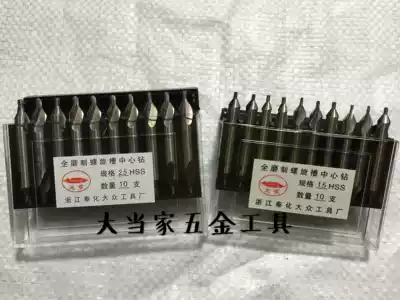 全磨制螺旋槽中心钻
规格 2.5 HSS
数量 10 支
浙江奉化大众工具厂
全磨制螺旋槽中心钻
规格 1.5 HSS
数量 10 支
浙江奉化大众工具厂
大当家五金工具